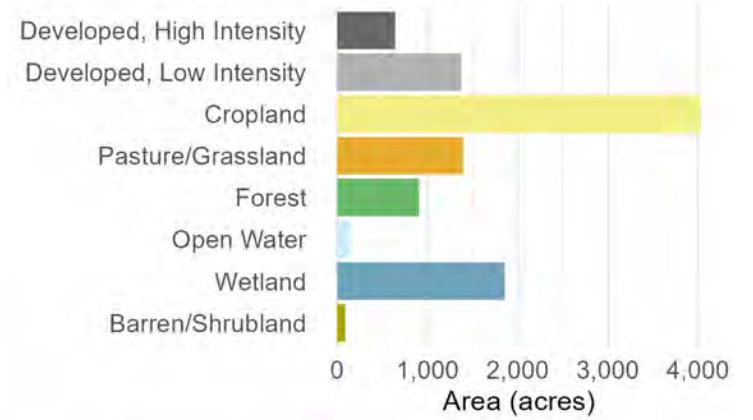 Developed, High Intensity
Developed, Low Intensity
Cropland
Pasture/Grassland
Forest
Open Water
Wetland
Barren/Shrubland
0 1,000 2,000 3,000 4,000
Area (acres)